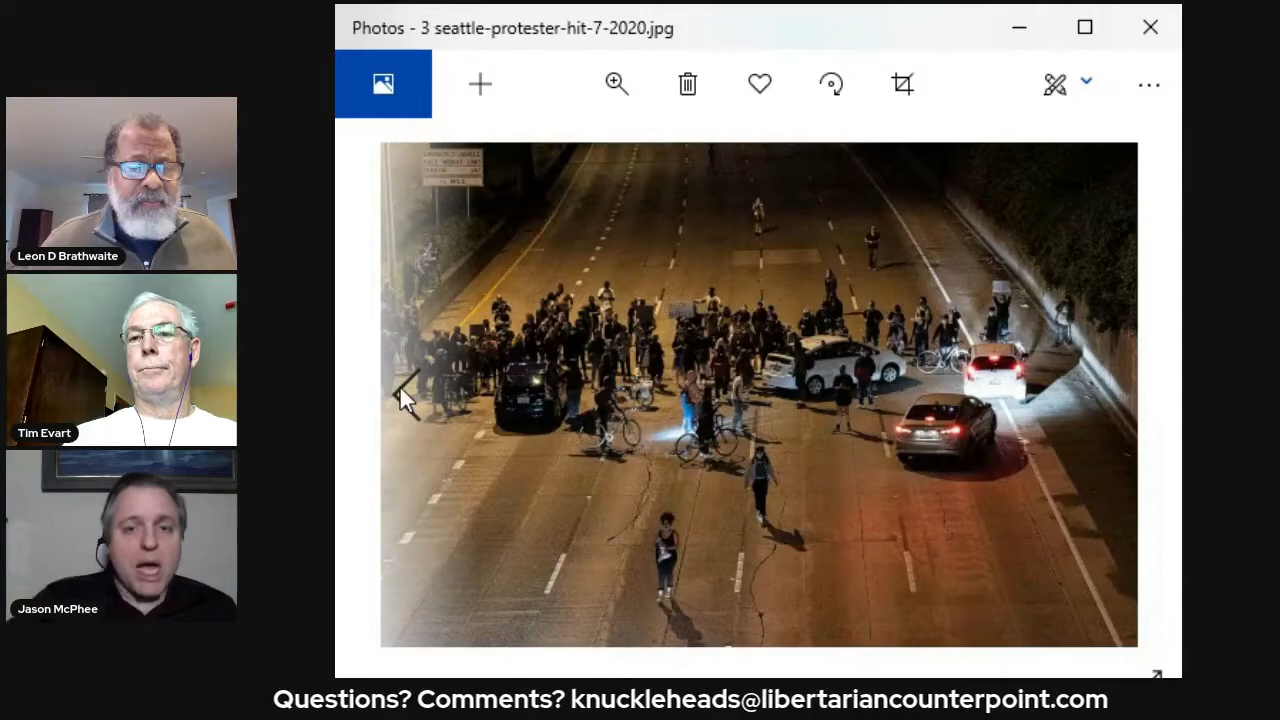 Photos - 3 seattle-protester-hit-7-2020.jpg
Leon D Brathwaite
Tim Evart
Jason McPhee
Questions? Comments? knuckleheads@libertariancounterpoint.com